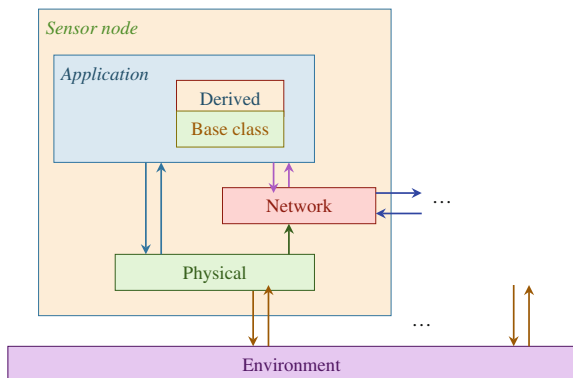 Sensor node
Application
Derived
Base class
Network
...
Physical
...
Environment